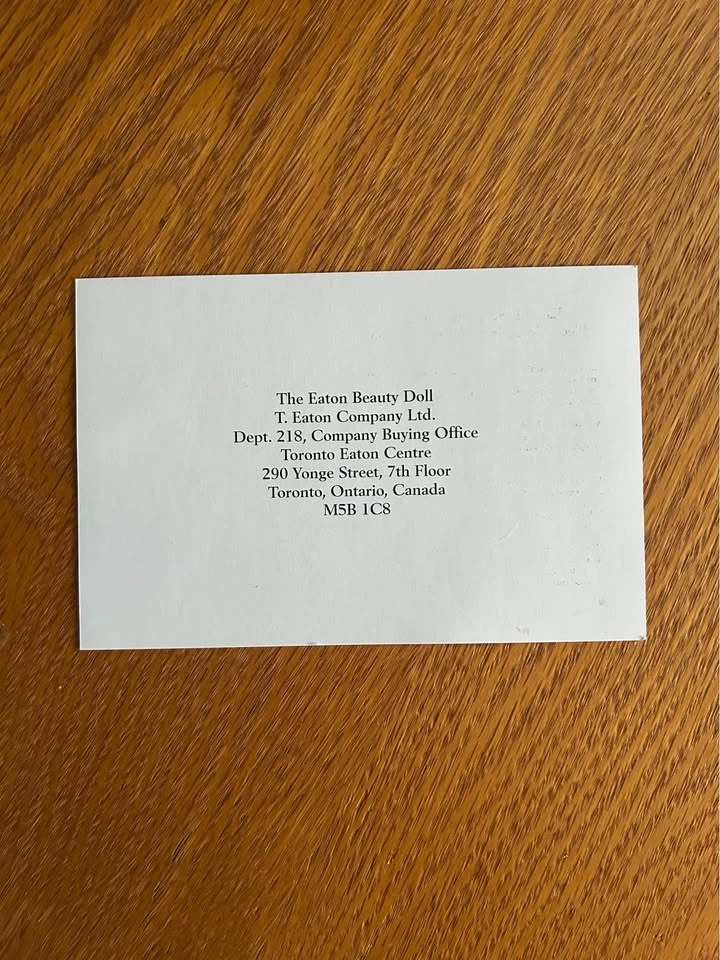 The Eaton Beauty Doll
T. Eaton Company Ltd.
Dept. 218, Company Buying Office
Toronto Eaton Centre
290 Yonge Street, 7th Floor
Toronto, Ontario, Canada
M5B 1C8